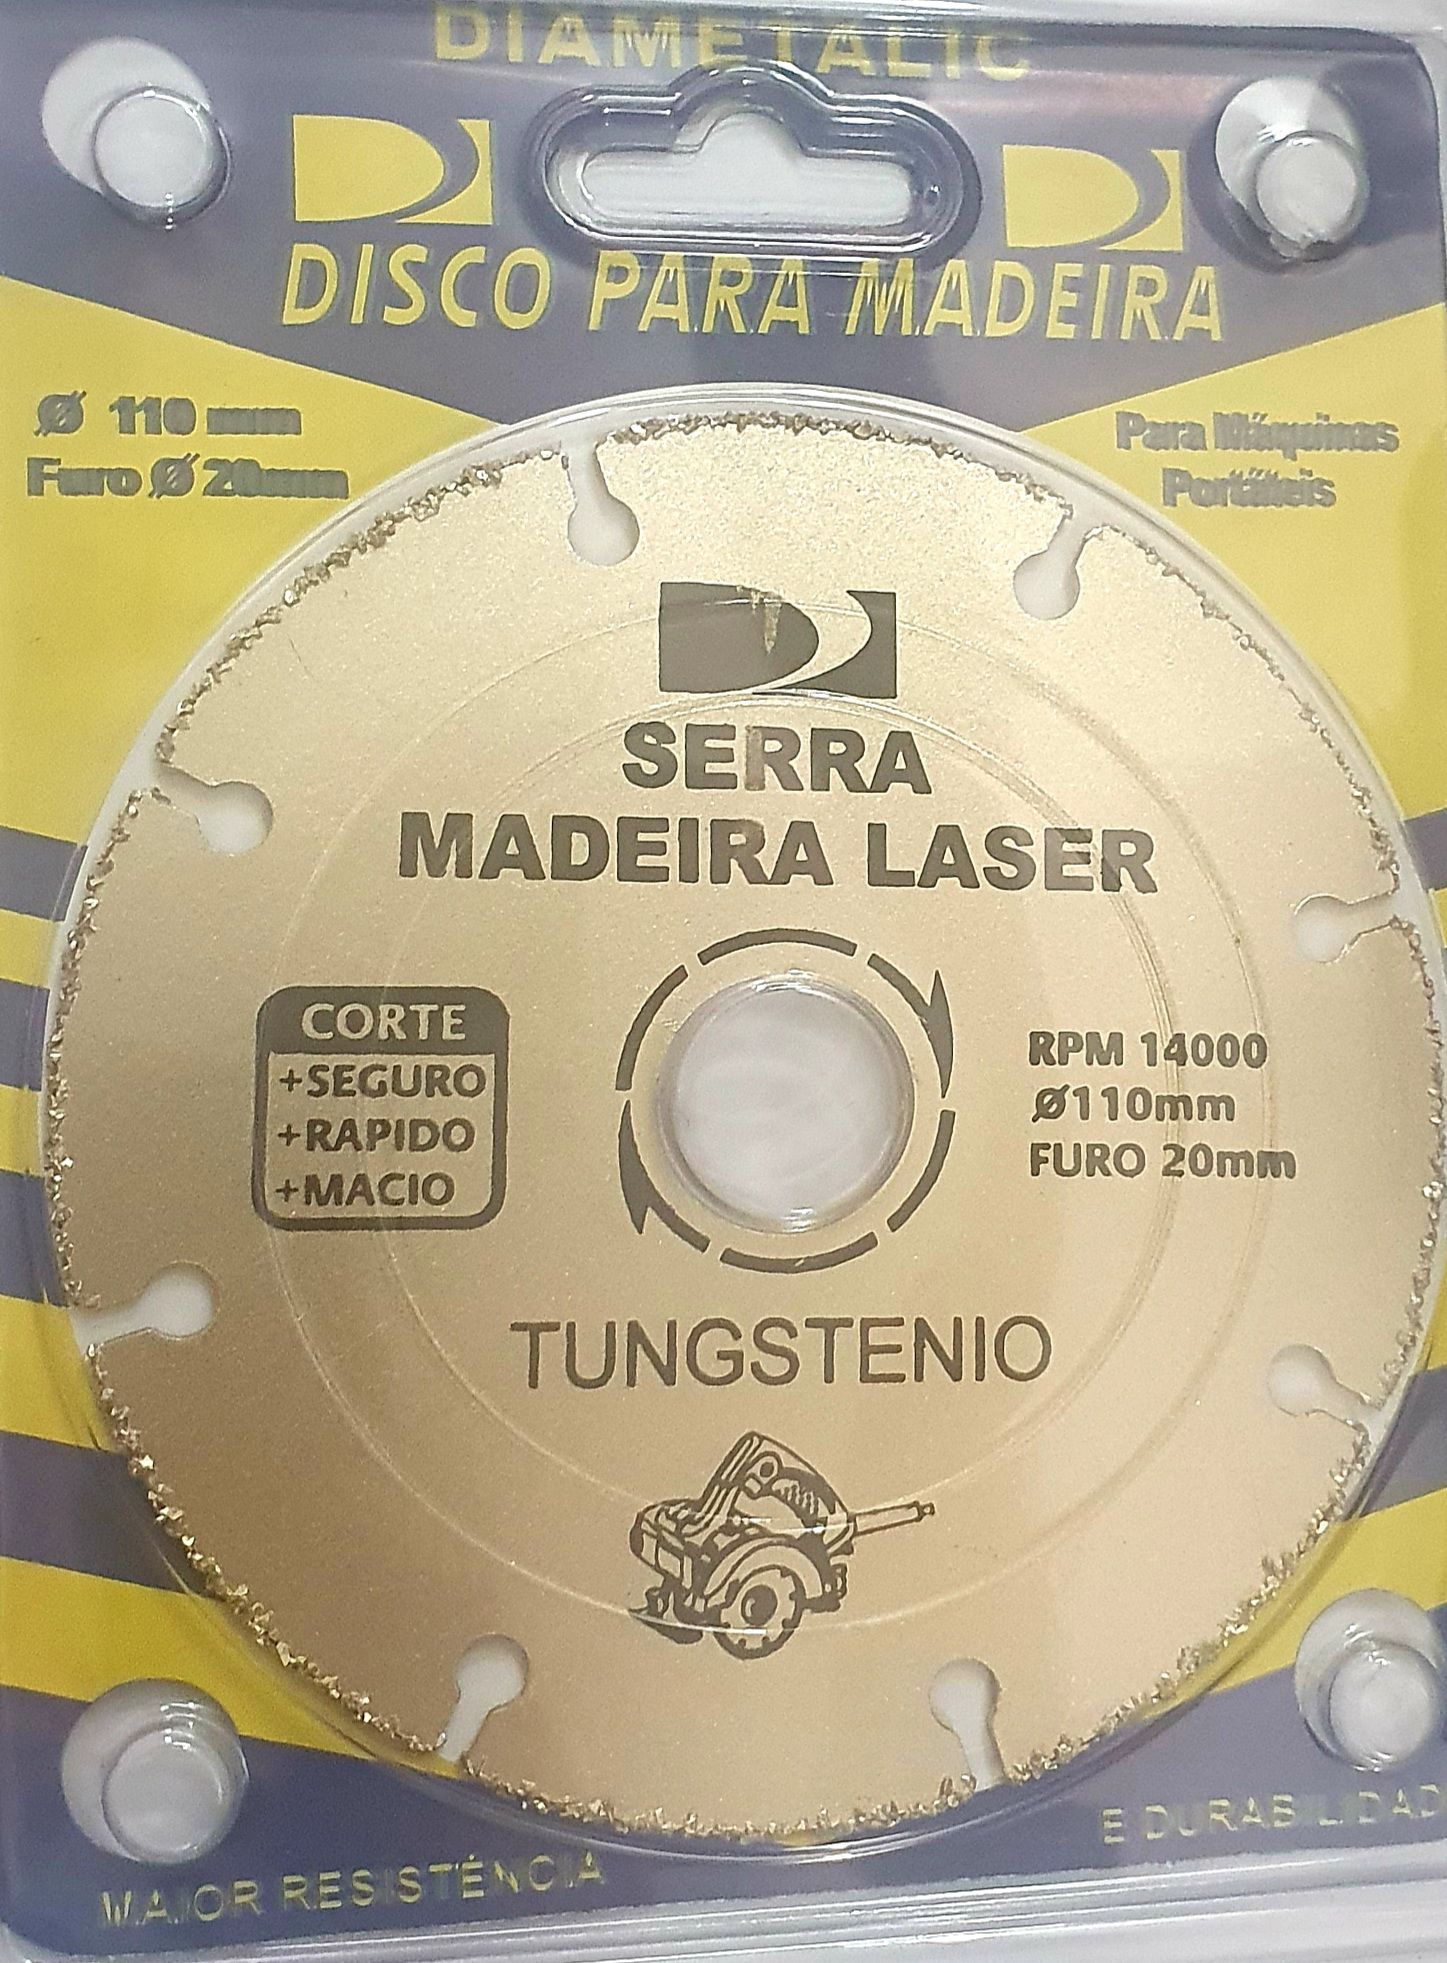 DIAMETALIC
DISCO PARA MADEIRA
Ø 110 mm
Furo Ø 20mm
Para Máquinas
Portáteis
SERRA
MADEIRA LASER
CORTE
+SEGURO
+RAPIDO
+MACIO
RPM 14000
Ø110mm
FURO 20mm
TUNGSTENIO
MAIOR RESISTÊNCIA
E DURABILIDAD